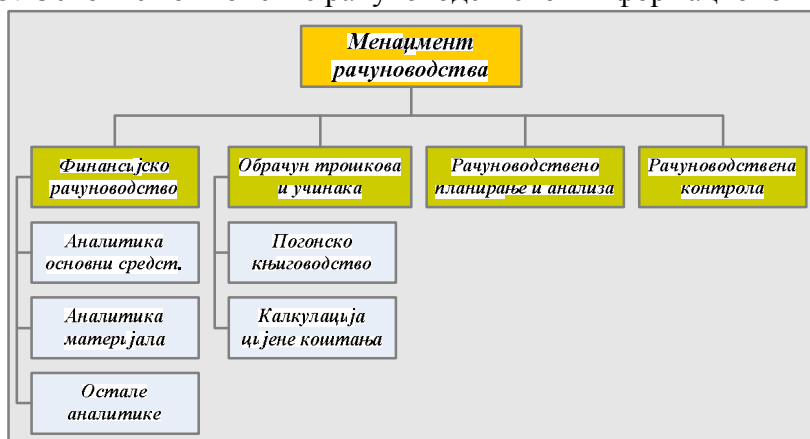 Менаџмент
рачуноводства
Финансијско
рачуноводство
Обрачун трошкова
и учинака
Рачуноводствено
планирање и анализа
Рачуноводствена
контрола
Аналитика
основни средст.
Погонско
књиговодство
Аналитика
материјала
Калкулација
цијене коштања
Остале
аналитике